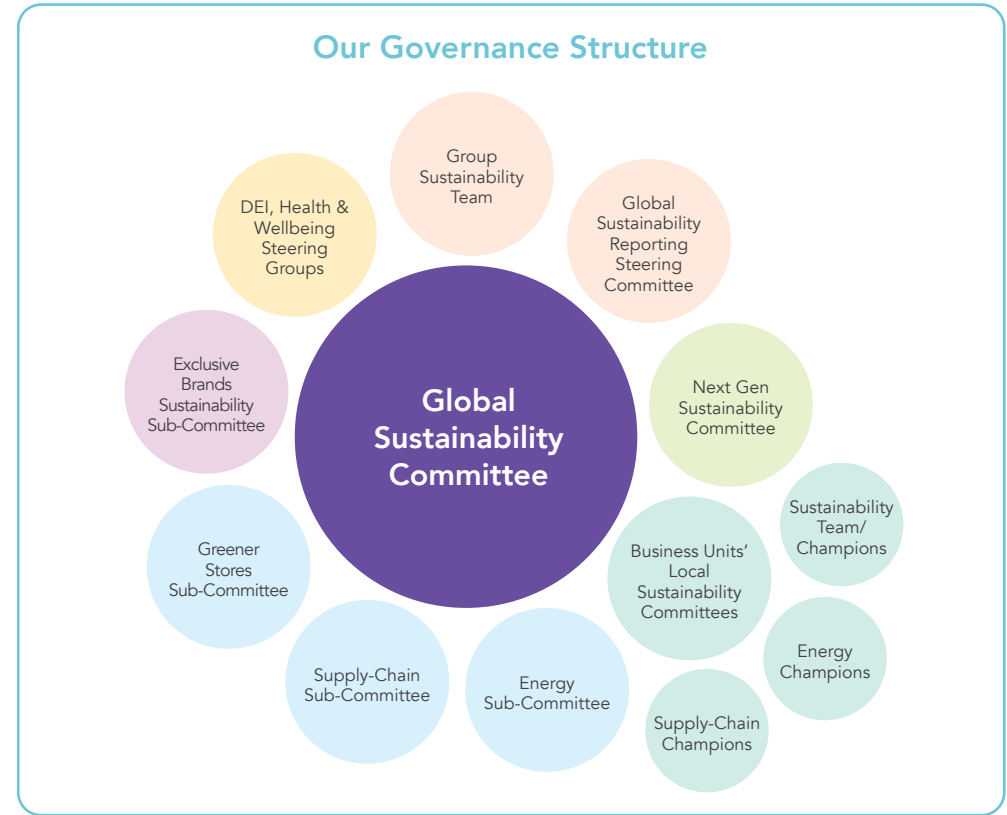 Our Governance Structure
Group
Sustainability
Team
Global
Sustainability
Reporting
Steering
Committee
DEI, Health &
Wellbeing
Steering
Groups
Exclusive
Brands
Sustainability
Sub-Committee
Global
Sustainability
Committee
Next Gen
Sustainability
Committee
Sustainability
Team/
Champions
Business Units’
Local
Sustainability
Committees
Greener
Stores
Sub-Committee
Energy
Champions
Supply-Chain
Sub-Committee
Energy
Sub-Committee
Supply-Chain
Champions